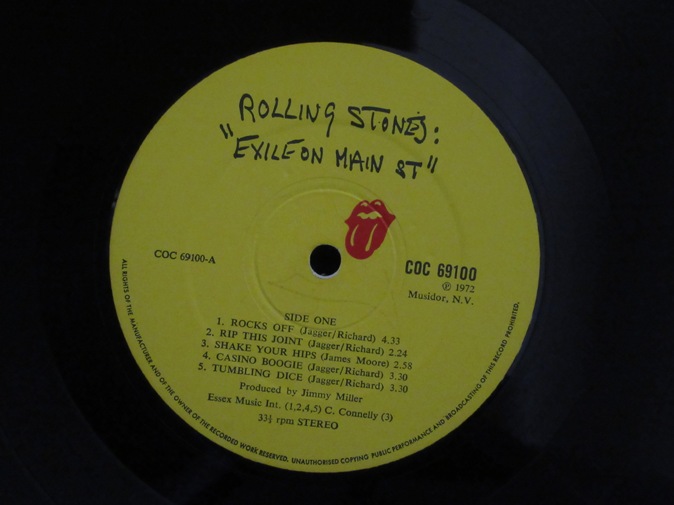 ROLLING STONES:
"EXILE ON MAIN ST"
COC 69100-A
COC 69100
℗ 1972
Musidor, N.V.
SIDE ONE
1. ROCKS OFF (Jagger/Richard) 4.33
2. RIP THIS JOINT (Jagger/Richard) 2.24
3. SHAKE YOUR HIPS (James Moore) 2.58
4. CASINO BOOGIE (Jagger/Richard) 3.30
5. TUMBLING DICE (Jagger/Richard) 3.30
Produced by Jimmy Miller
Essex Music Int. (1,2,4,5) C. Connelly (3)
33⅓ rpm STEREO
ALL RIGHTS OF THE MANUFACTURER AND OF THE OWNER OF THE RECORDED WORK RESERVED. UNAUTHORISED COPYING PUBLIC PERFORMANCE AND BROADCASTING OF THIS RECORD PROHIBITED.